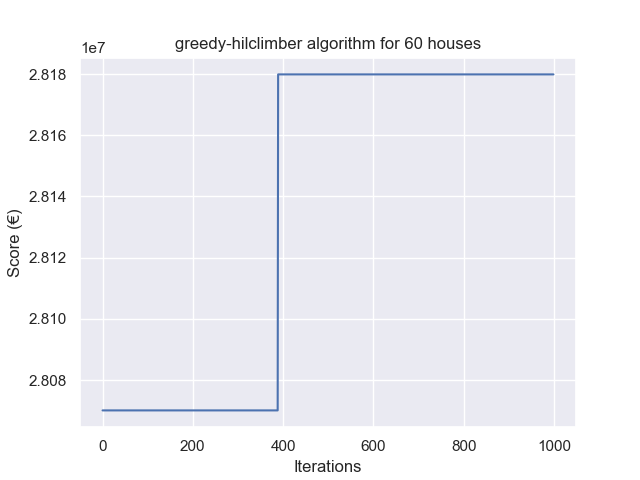 greedy-hilclimber algorithm for 60 houses
1e7
2.818
2.816
2.814
2.812
2.810
2.808
Score (€)
0 200 400 600 800 1000
Iterations